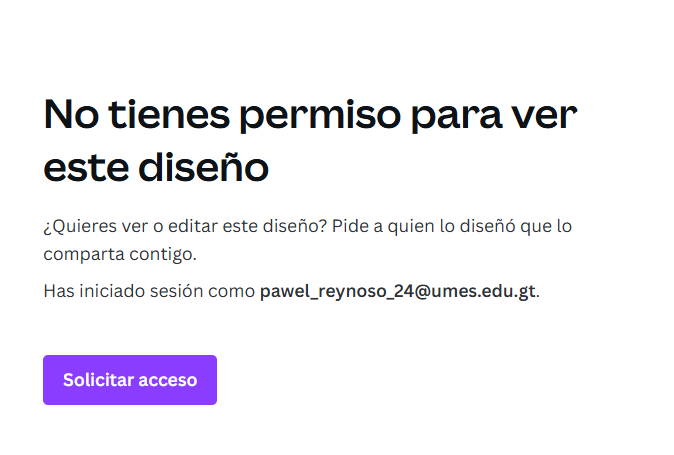 No tienes permiso para ver
este diseño
¿Quieres ver o editar este diseño? Pide a quien lo diseñó que lo
comparta contigo.
Has iniciado sesión como pawel_reynoso_24@umes.edu.gt.
Solicitar acceso